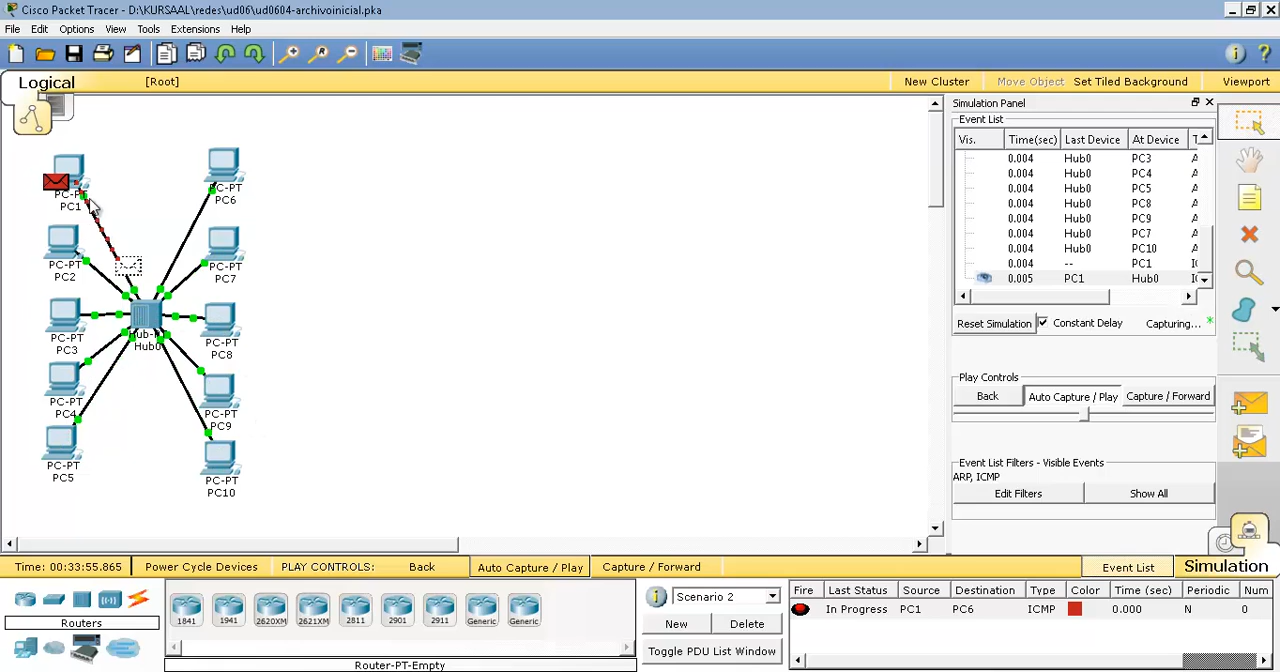 Cisco Packet Tracer - D:\KURSAAL\redes\ud06\ud0604-archivoinicial.pka
File Edit Options View Tools Extensions Help
Logical [Root] New Cluster Move Object Set Tiled Background Viewport
Simulation Panel
Event List
Vis. Time(sec) Last Device At Device
0.004 Hub0 PC3
0.004 Hub0 PC4
0.004 Hub0 PC5
0.004 Hub0 PC8
0.004 Hub0 PC9
0.004 Hub0 PC7
0.004 Hub0 PC10
0.004 -- PC1
0.005 PC1 Hub0
Reset Simulation Constant Delay Capturing... *
Play Controls
Back Auto Capture / Play Capture / Forward
Event List Filters - Visible Events
ARP, ICMP
Edit Filters Show All
PC1
PC-PT
PC6
PC-PT
PC2
PC-PT
PC7
PC-PT
PC3
PC-PT
PC8
Hub0
PC-PT
PC4
PC-PT
PC9
PC-PT
PC5
PC-PT
PC10
Time: 00:33:55.865 Power Cycle Devices PLAY CONTROLS: Back Auto Capture / Play Capture / Forward Event List Simulation
Routers
1841 1941 2620XM 2621XM 2811 2901 2911 Generic Generic
Router-PT-Empty
Scenario 2
New Delete
Toggle PDU List Window
Fire Last Status Source Destination Type Color Time (sec) Periodic Num
In Progress PC1 PC6 ICMP 0.000 N 0